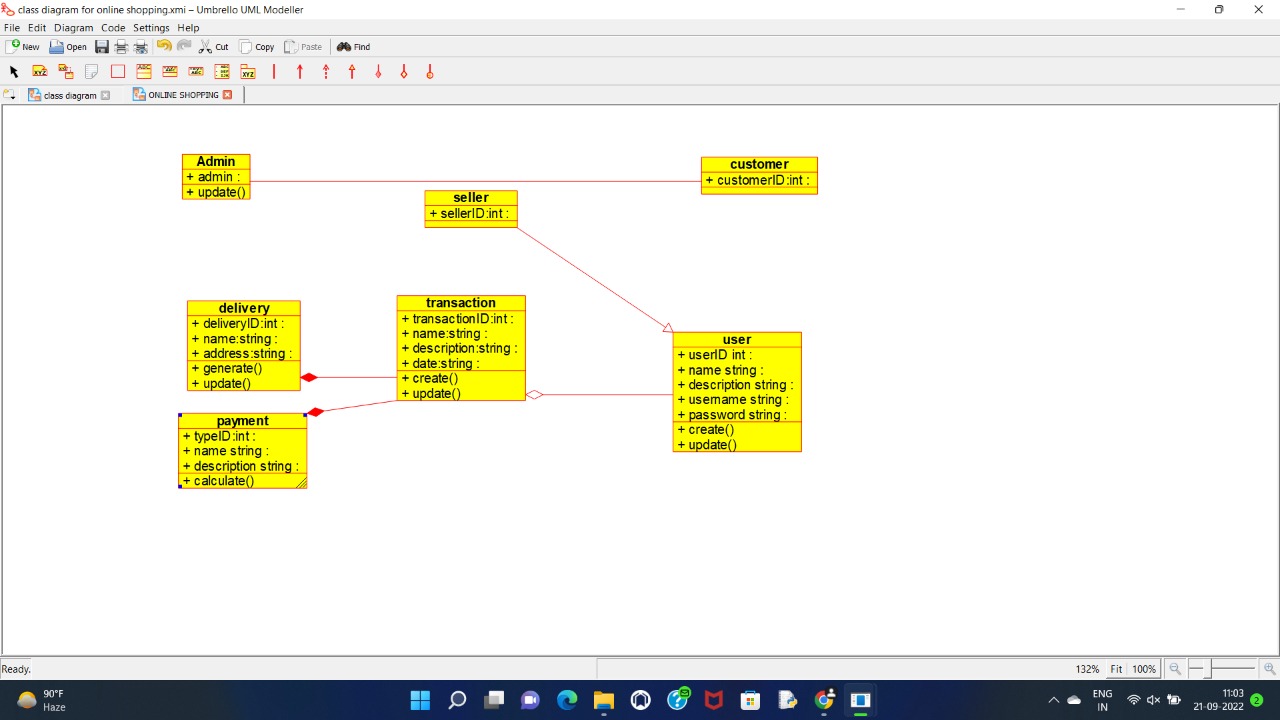 class diagram for online shopping.xmi – Umbrello UML Modeller
File Edit Diagram Code Settings Help
New Open Cut Copy Paste Find
class diagram ONLINE SHOPPING
Admin
+ admin :
+ update()
customer
+ customerID:int :
seller
+ sellerID:int :
delivery
+ deliveryID:int :
+ name:string :
+ address:string :
+ generate()
+ update()
transaction
+ transactionID:int :
+ name:string :
+ description:string :
+ date:string :
+ create()
+ update()
user
+ userID int :
+ name string :
+ description string :
+ username string :
+ password string :
+ create()
+ update()
payment
+ typeID:int :
+ name string :
+ description string :
+ calculate()
Ready.
132% Fit 100%
90°F
Haze
ENG
IN
11:03
21-09-2022
2